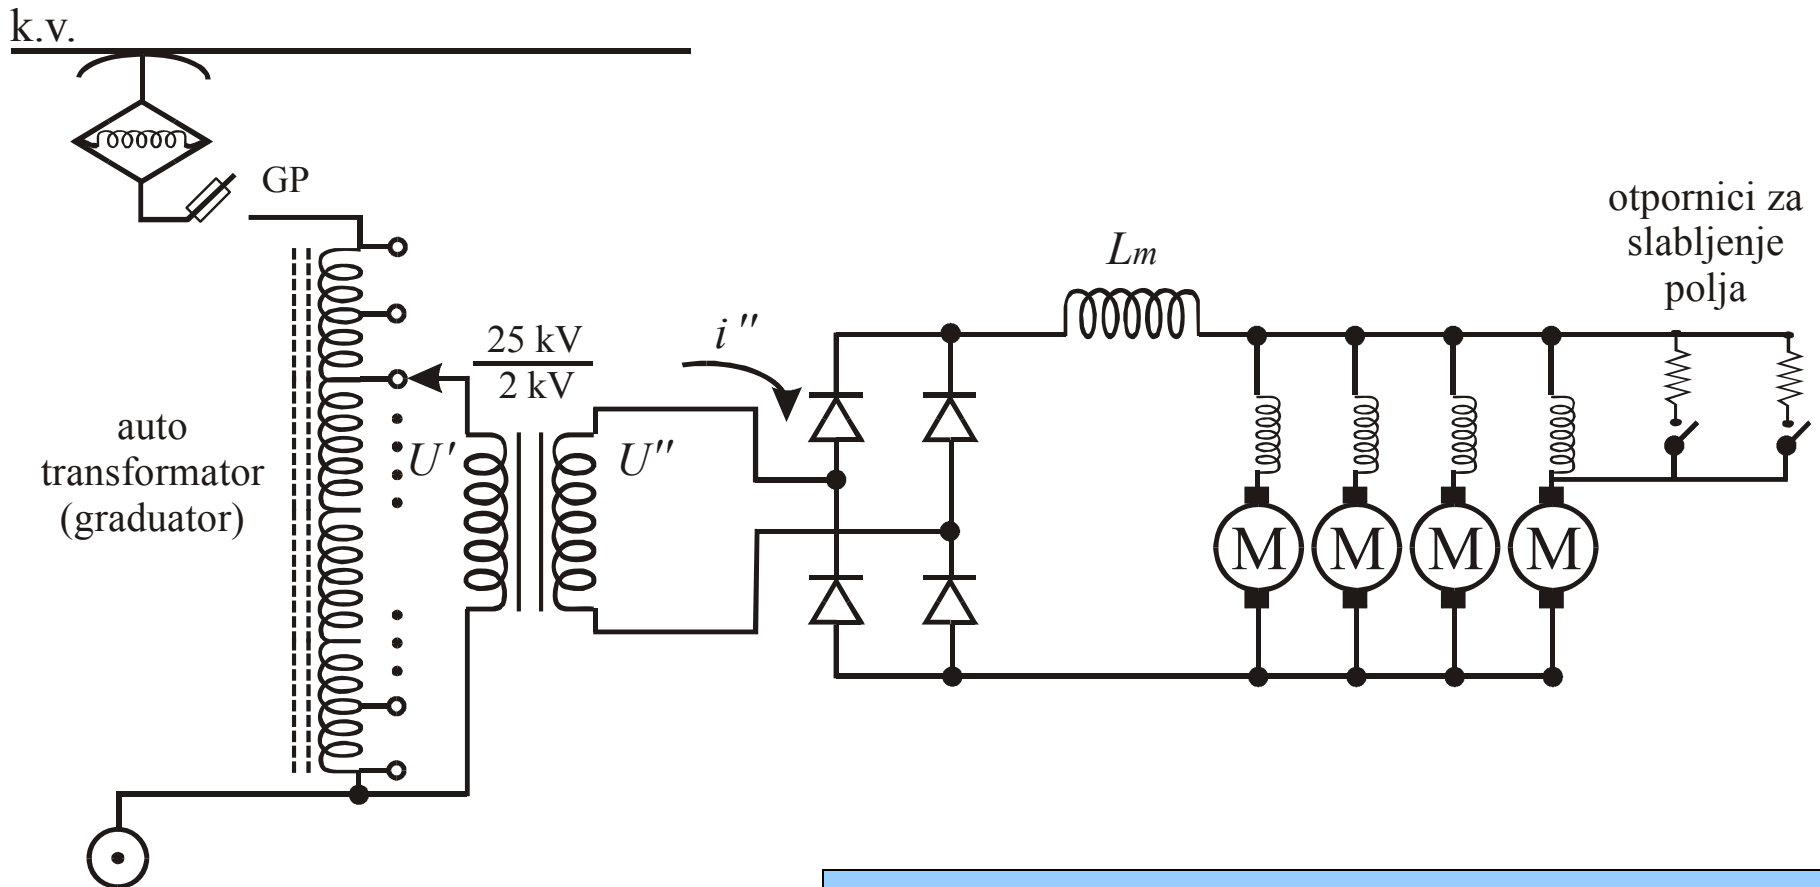 k.v.
GP
otpornici za
slabljenje
polja
Lm
i″
25 kV
2 kV
auto
transformator
(graduator)
U′
U″
M
M
M
M